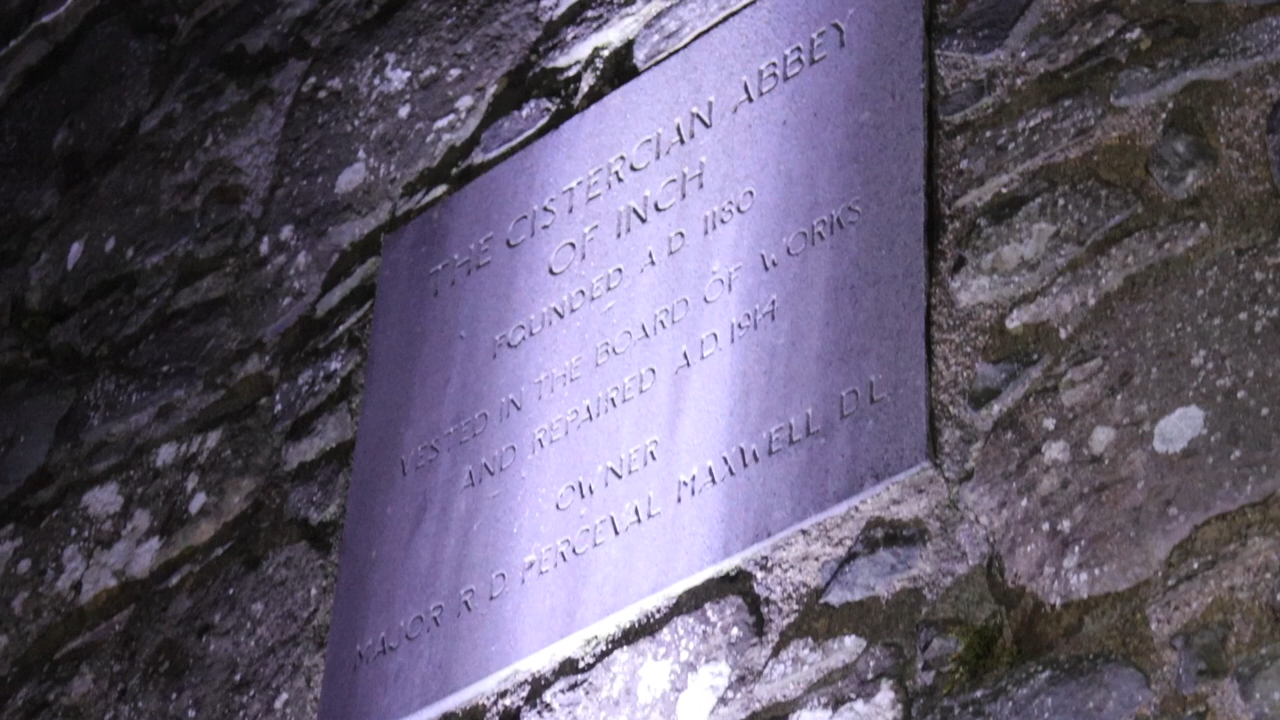 THE CISTERCIAN ABBEY
OF INCH
FOUNDED A.D. 1180
VESTED IN THE BOARD OF WORKS
AND REPAIRED A.D. 1914
OWNER
MAJOR R. D. PERCEVAL MAXWELL D L.